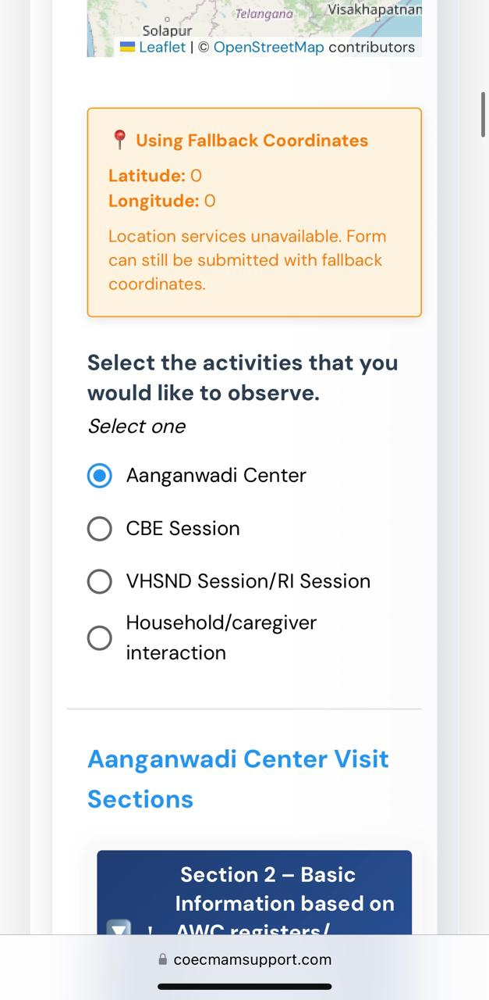 Telangana
Visakhapatnam
Solapur
Leaflet | © OpenStreetMap contributors
Using Fallback Coordinates
Latitude: 0
Longitude: 0
Location services unavailable. Form
can still be submitted with fallback
coordinates.
Select the activities that you
would like to observe.
Select one
Aanganwadi Center
CBE Session
VHSND Session/RI Session
Household/caregiver
interaction
Aanganwadi Center Visit
Sections
Section 2 – Basic
Information based on
! AWC registers/
coecmamsupport.com